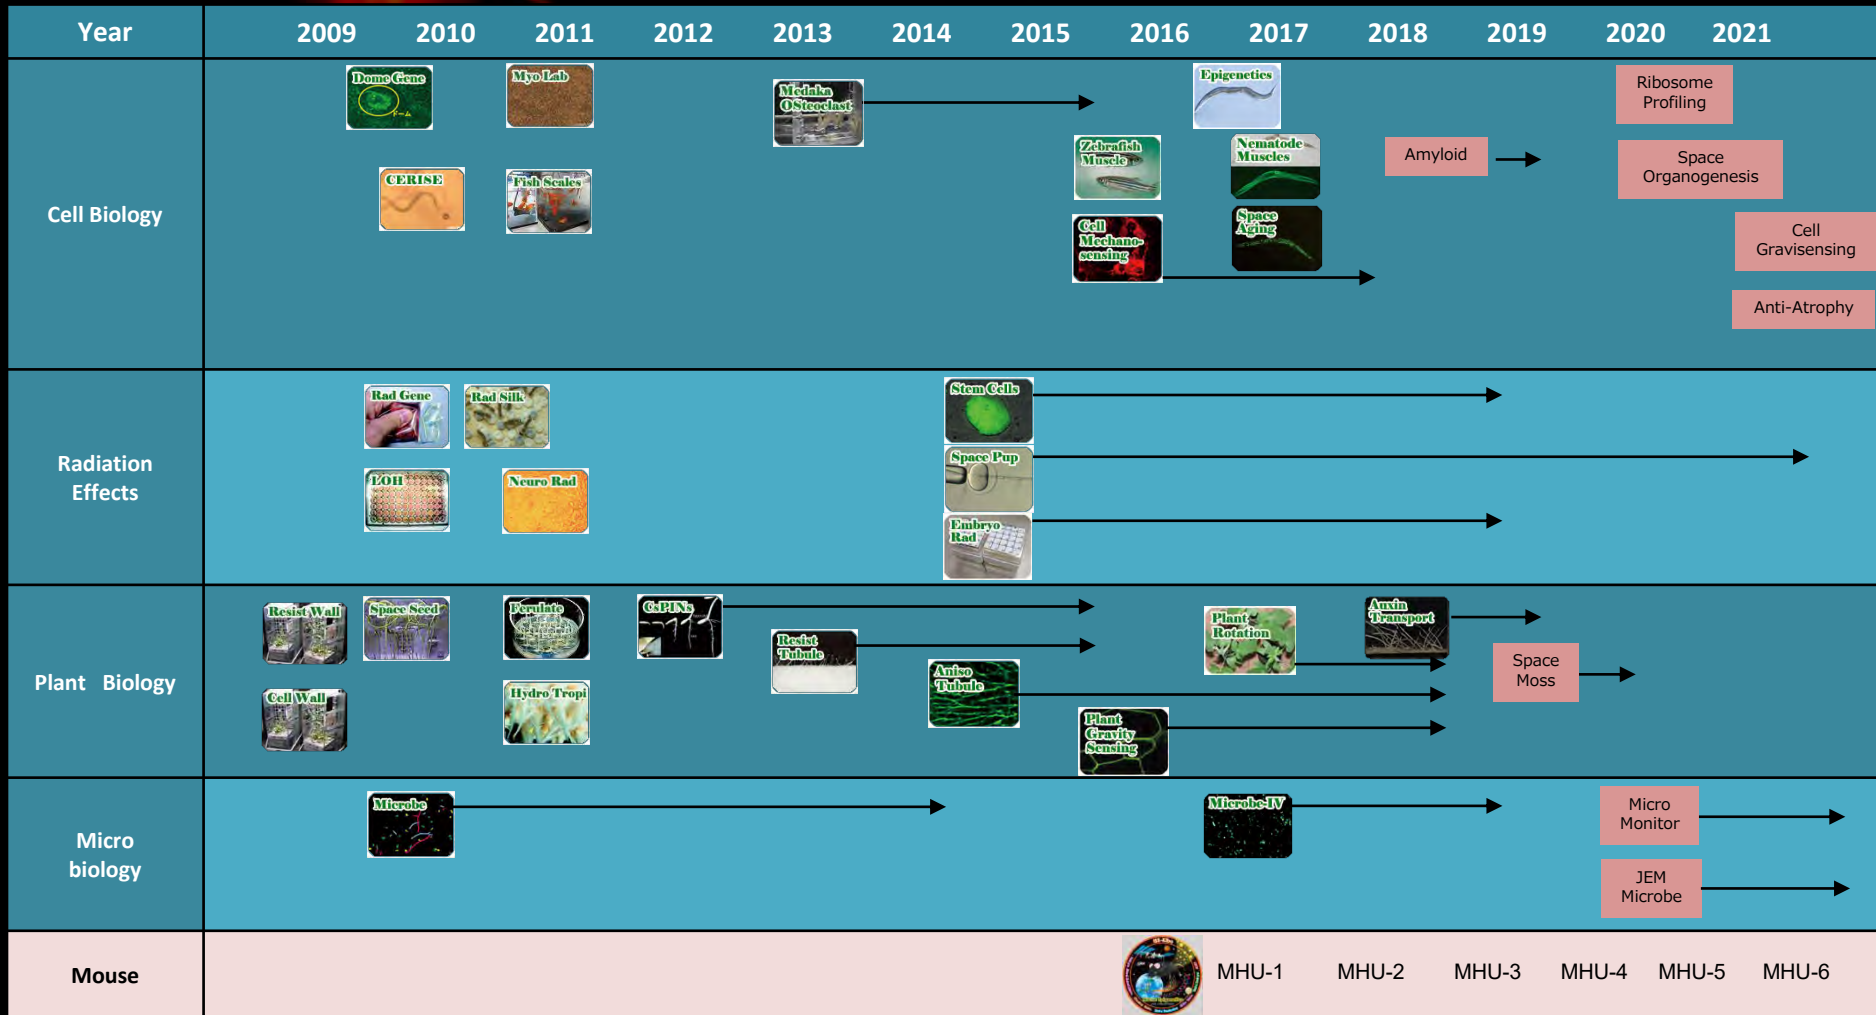 Year 2009 2010 2011 2012 2013 2014 2015 2016 2017 2018 2019 2020 2021
Cell Biology
Dome Gene
ドーム
Myo Lab
Medaka
OSteoclast
Epigenetics
Ribosome
Profiling
CERISE
Fish Scales
Zebrafish
Muscle
Nematode
Muscles
Amyloid
Space
Organogenesis
Cell
Mechano-
sensing
Space
Aging
Cell
Gravisensing
Anti-Atrophy
Radiation
Effects
Rad Gene
Rad Silk
Stem Cells
LOH
Neuro Rad
Space Pup
Embryo
Rad
Plant Biology
Resist Wall
Space Seed
Ferulate
CsPINs
Resist
Tubule
Plant
Rotation
Auxin
Transport
Space
Moss
Cell Wall
Hydro Tropi
Aniso
Tubule
Plant
Gravity
Sensing
Micro
biology
Microbe
Microbe-IV
Micro
Monitor
JEM
Microbe
Mouse
MHU-1 MHU-2 MHU-3 MHU-4 MHU-5 MHU-6